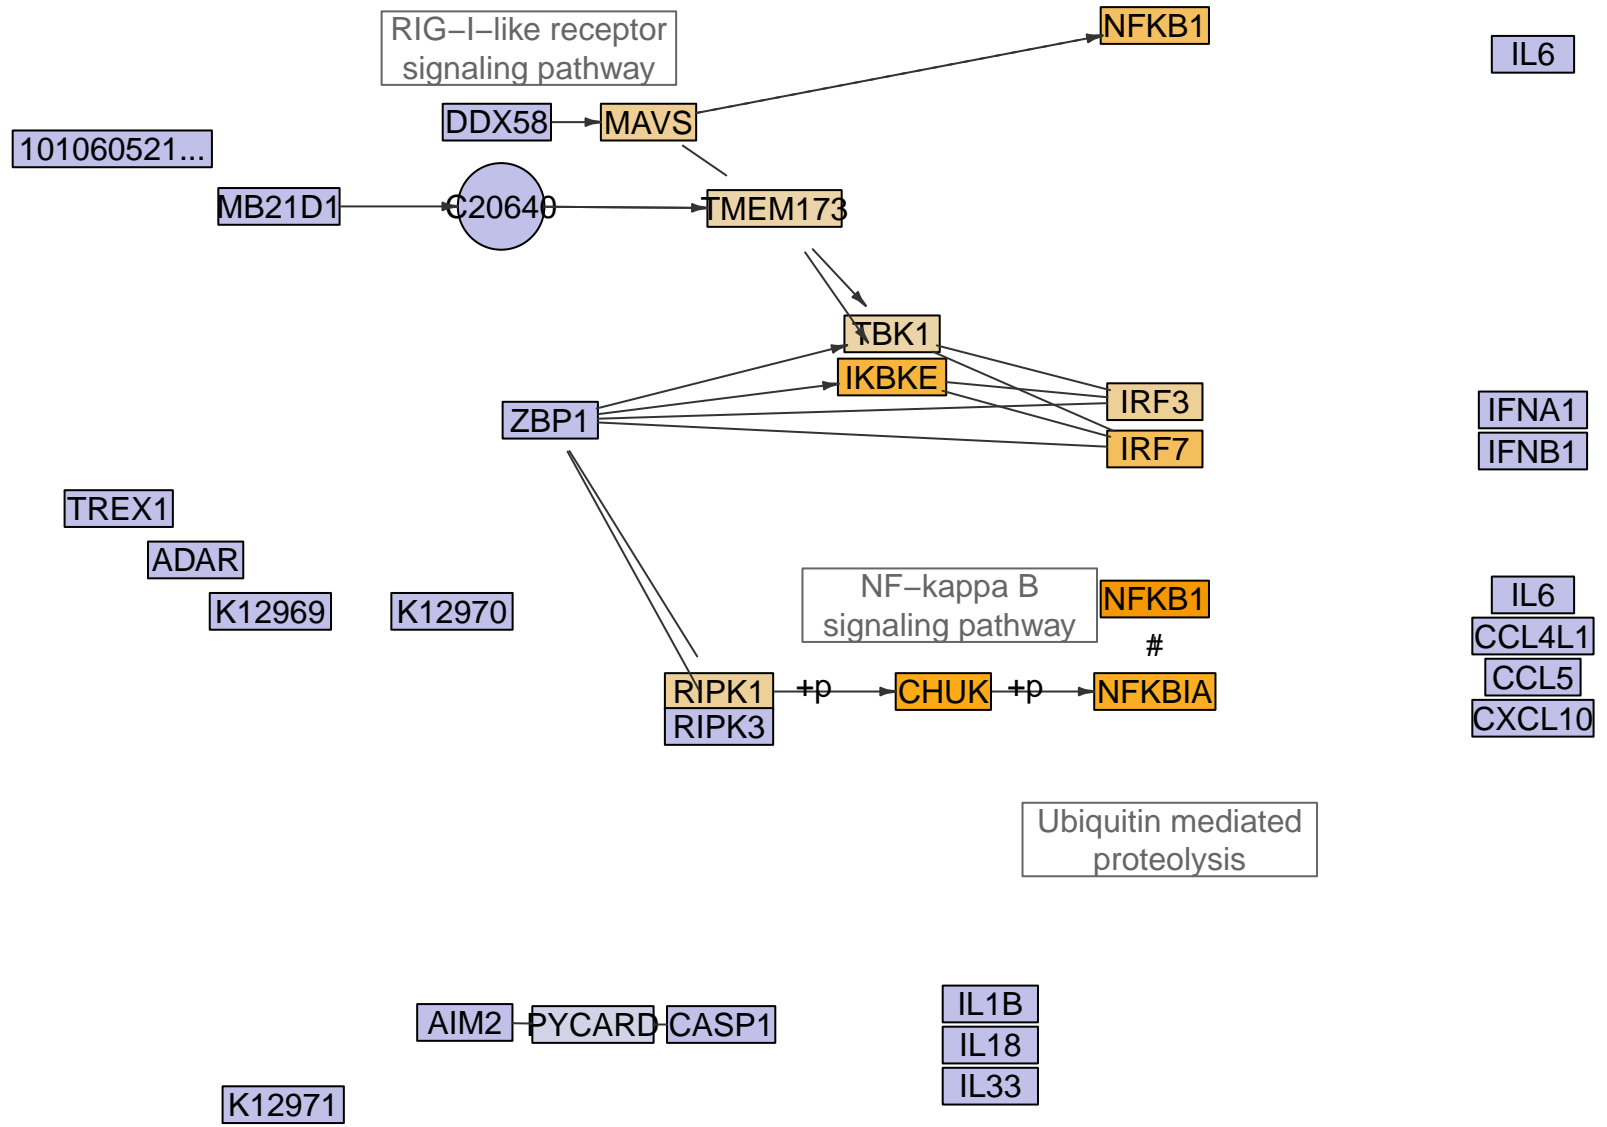 RIG–I–like receptor
signaling pathway
NFKB1
IL6
DDX58
MAVS
101060521...
MB21D1
C20640
TMEM173
TBK1
IKBKE
ZBP1
IRF3
IRF7
IFNA1
IFNB1
TREX1
ADAR
K12969
K12970
NF–kappa B
signaling pathway
NFKB1
#
IL6
CCL4L1
CCL5
CXCL10
RIPK1
+p
CHUK
+p
NFKBIA
RIPK3
Ubiquitin mediated
proteolysis
AIM2
PYCARD
CASP1
IL1B
IL18
IL33
K12971